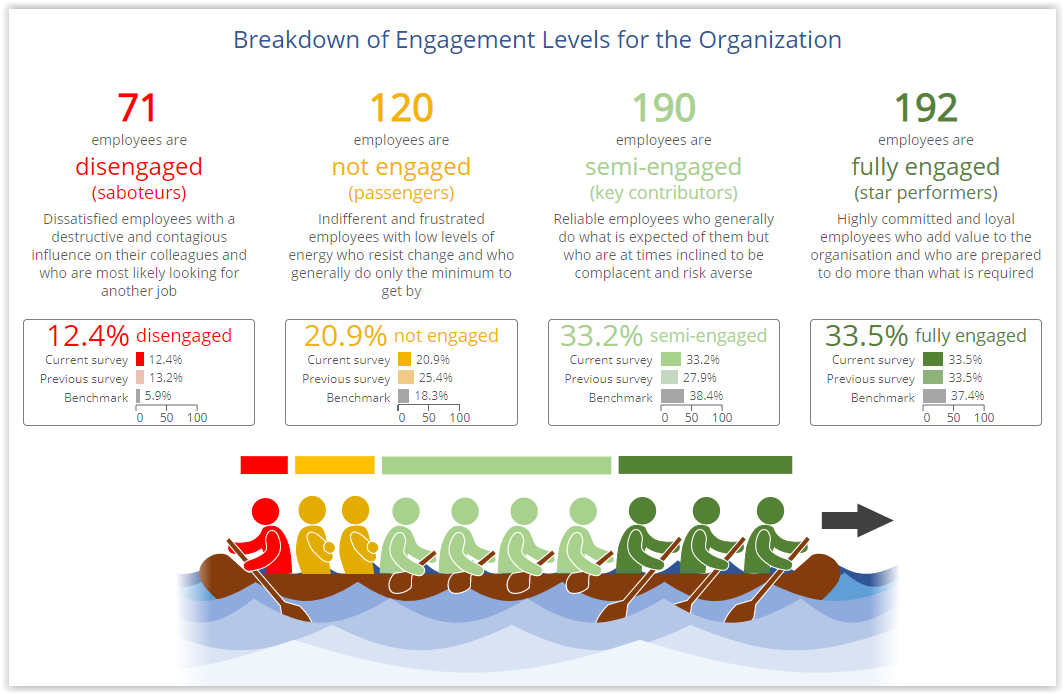 Breakdown of Engagement Levels for the Organization
71
employees are
disengaged
(saboteurs)
Dissatisfied employees with a
destructive and contagious
influence on their colleagues and
who are most likely looking for
another job
120
employees are
not engaged
(passengers)
Indifferent and frustrated
employees with low levels of
energy who resist change and who
generally do only the minimum to
get by
190
employees are
semi-engaged
(key contributors)
Reliable employees who generally
do what is expected of them but
who are at times inclined to be
complacent and risk averse
192
employees are
fully engaged
(star performers)
Highly committed and loyal
employees who add value to the
organisation and who are prepared
to do more than what is required
12.4% disengaged
Current survey 12.4%
Previous survey 13.2%
Benchmark 5.9%
0 50 100
20.9% not engaged
Current survey 20.9%
Previous survey 25.4%
Benchmark 18.3%
0 50 100
33.2% semi-engaged
Current survey 33.2%
Previous survey 27.9%
Benchmark 38.4%
0 50 100
33.5% fully engaged
Current survey 33.5%
Previous survey 33.5%
Benchmark 37.4%
0 50 100